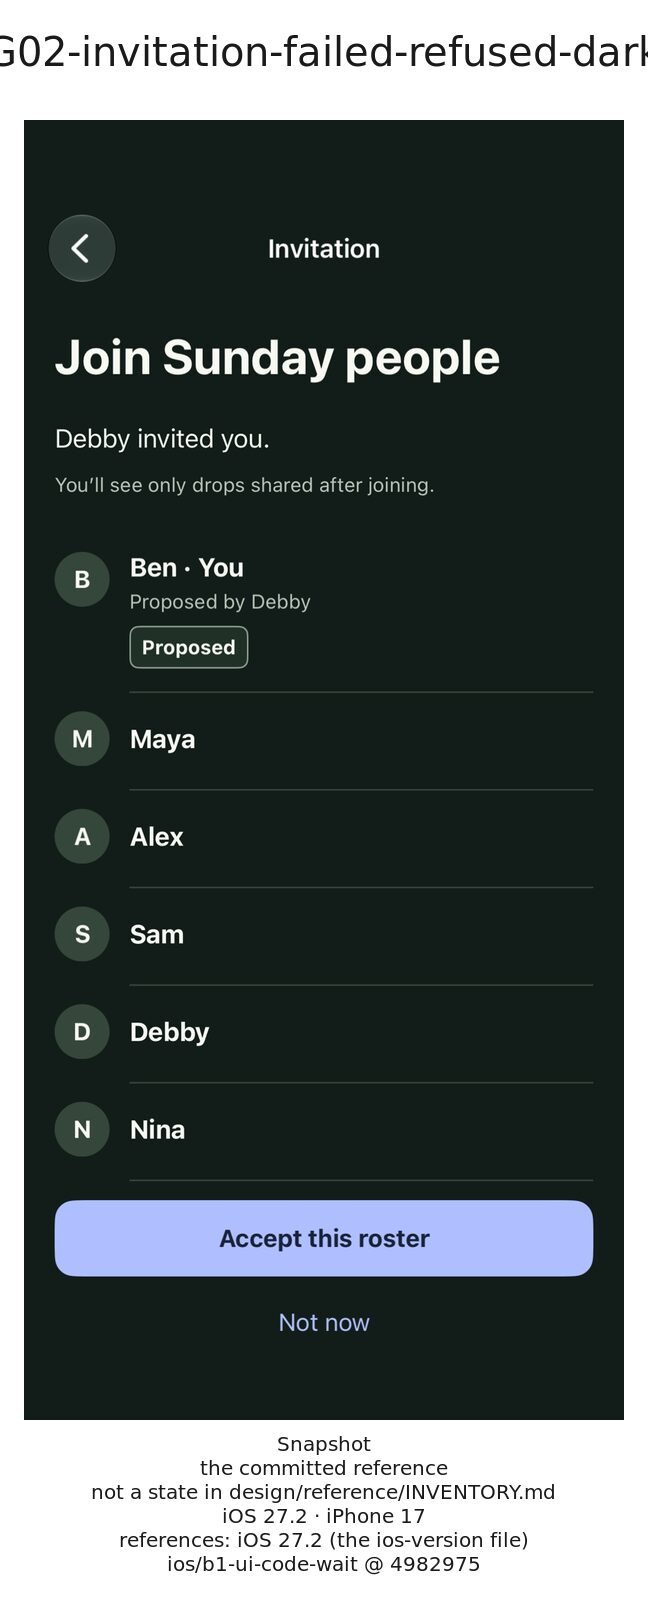 G02-invitation-failed-refused-dark
Invitation
Join Sunday people
Debby invited you.
You’ll see only drops shared after joining.
B
Ben · You
Proposed by Debby
Proposed
M
Maya
A
Alex
S
Sam
D
Debby
N
Nina
Accept this roster
Not now
Snapshot
the committed reference
not a state in design/reference/INVENTORY.md
iOS 27.2 · iPhone 17
references: iOS 27.2 (the ios-version file)
ios/b1-ui-code-wait @ 4982975